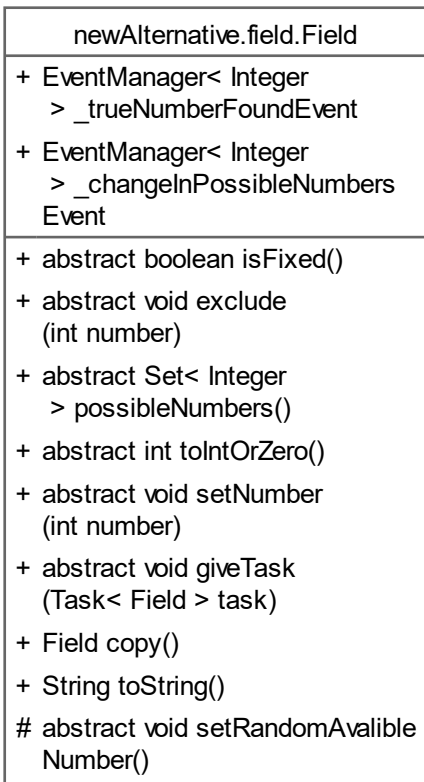 newAlternative.field.Field
+ EventManager< Integer
> _trueNumberFoundEvent
+ EventManager< Integer
> _changeInPossibleNumbers
Event
+ abstract boolean isFixed()
+ abstract void exclude
(int number)
+ abstract Set< Integer
> possibleNumbers()
+ abstract int toIntOrZero()
+ abstract void setNumber
(int number)
+ abstract void giveTask
(Task< Field > task)
+ Field copy()
+ String toString()
# abstract void setRandomAvalible
Number()